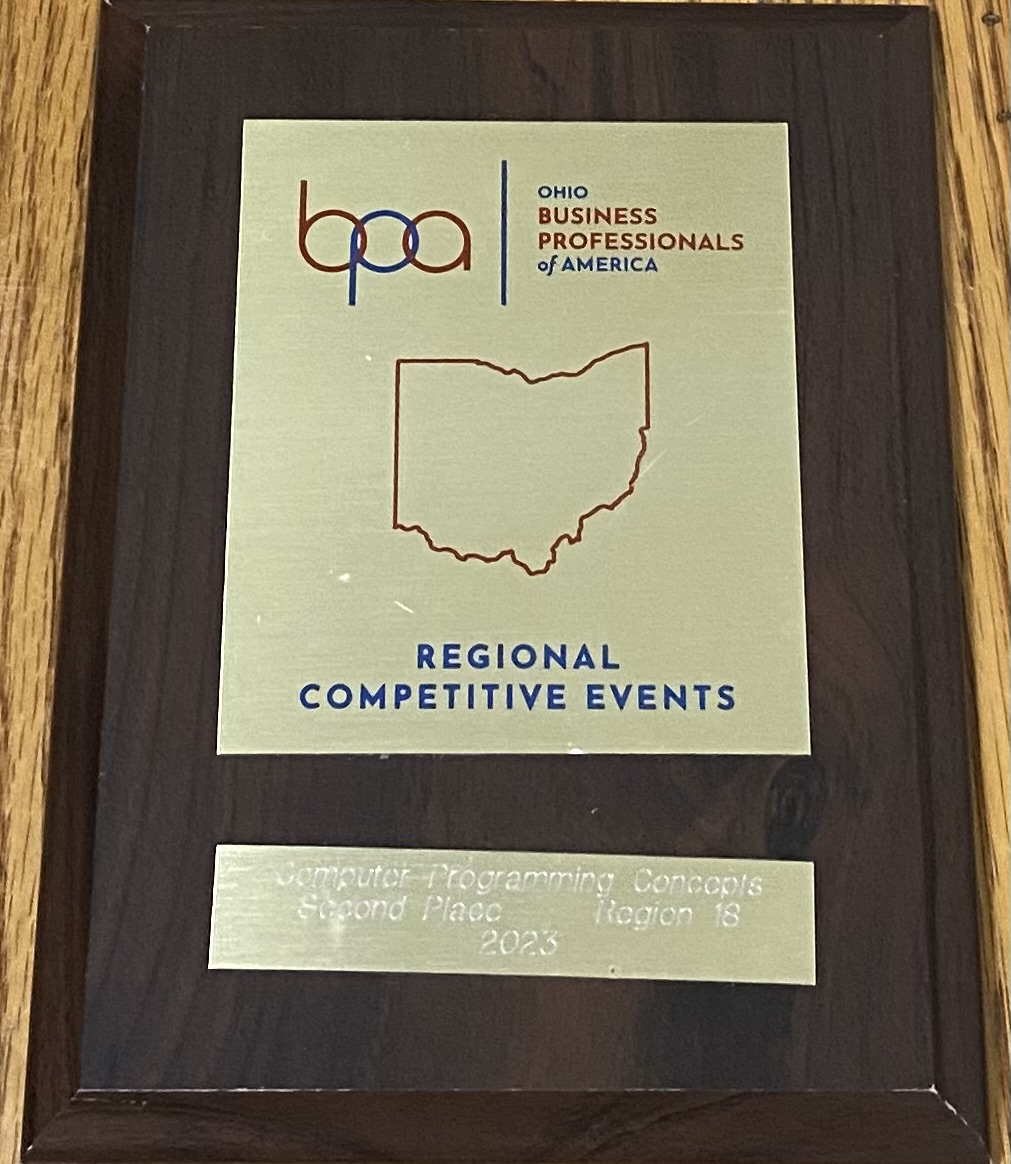 bpa
OHIO
BUSINESS
PROFESSIONALS
of AMERICA
REGIONAL
COMPETITIVE EVENTS
Computer Programming Concepts
Second Place Region 18
2023